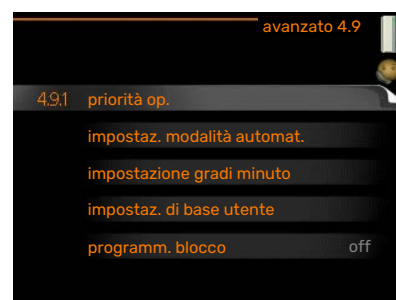 avanzato 4.9
4.9.1 priorità op.
impostaz. modalità automat.
impostazione gradi minuto
impostaz. di base utente
programm. blocco off